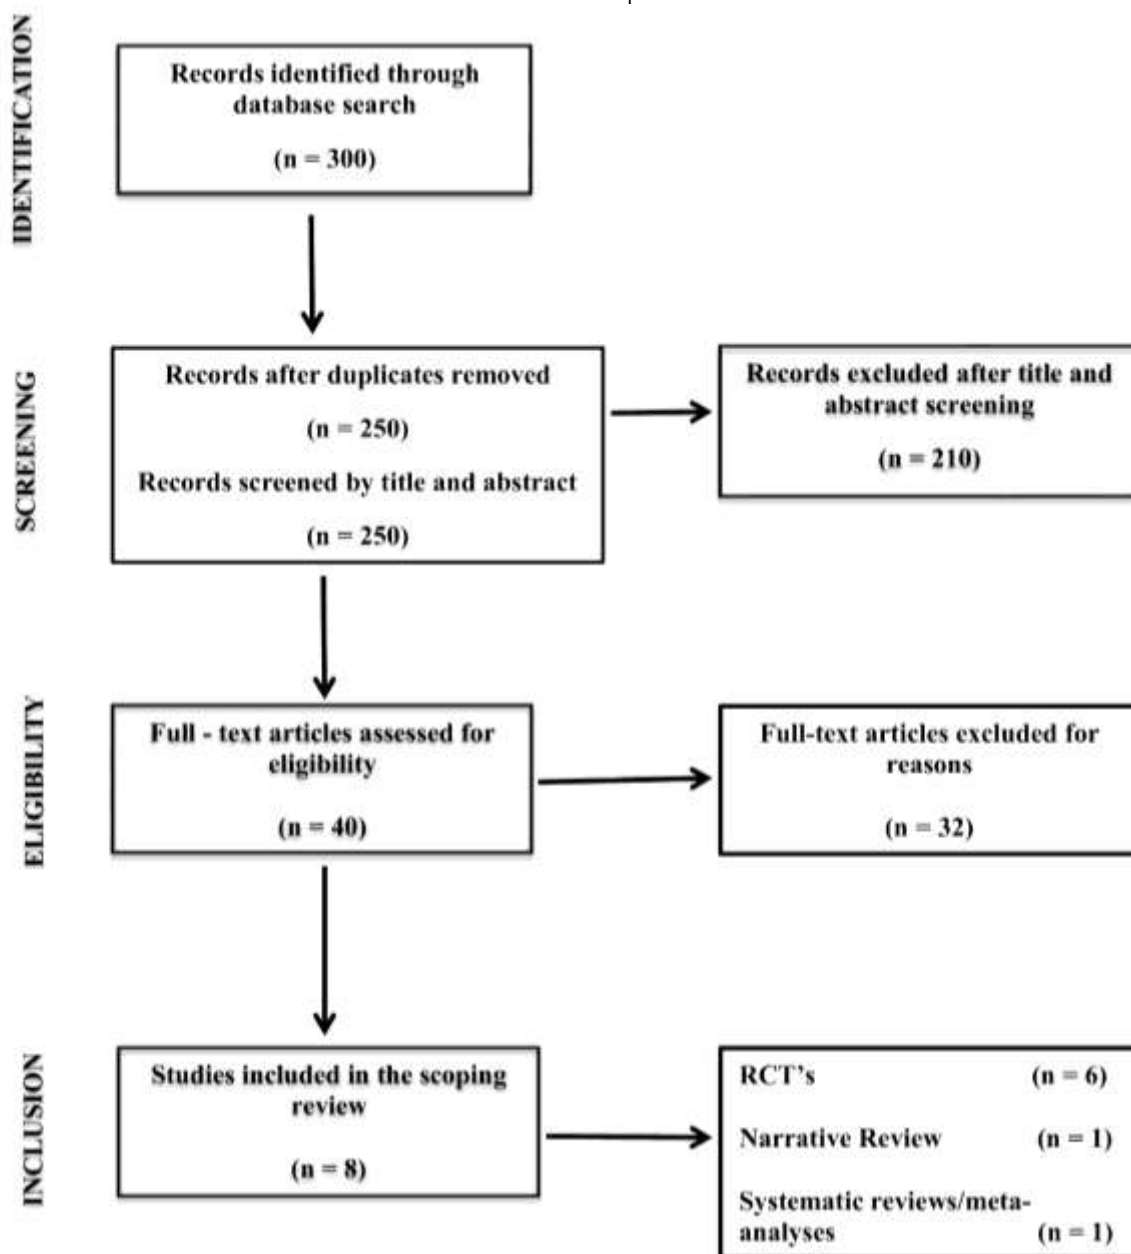 IDENTIFICATION
Records identified through
database search
(n = 300)
SCREENING
Records after duplicates removed
(n = 250)
Records screened by title and abstract
(n = 250)
Records excluded after title and
abstract screening
(n = 210)
ELIGIBILITY
Full - text articles assessed for
eligibility
(n = 40)
Full-text articles excluded for
reasons
(n = 32)
INCLUSION
Studies included in the scoping
review
(n = 8)
RCT's (n = 6)
Narrative Review (n = 1)
Systematic reviews/meta-
analyses (n = 1)